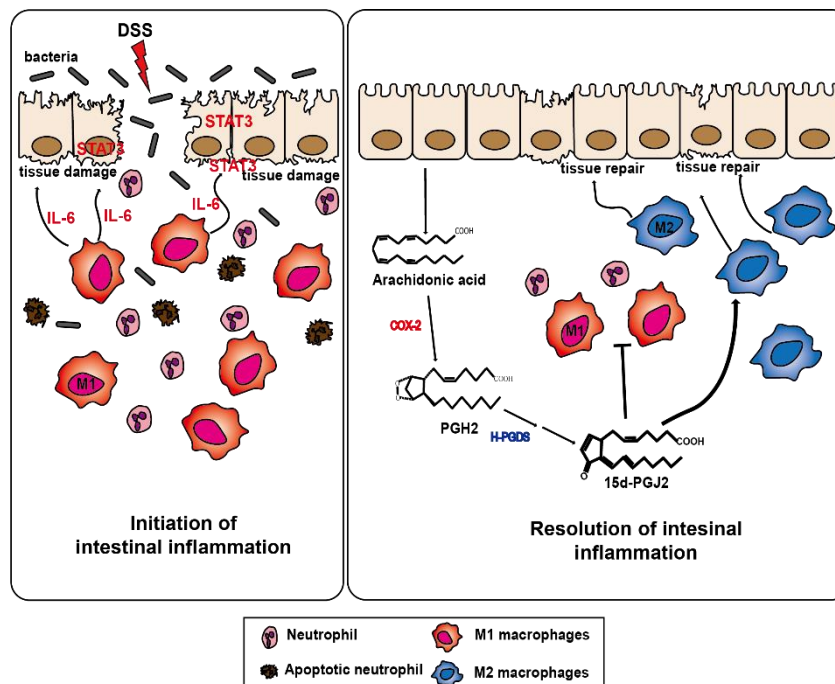 DSS
bacteria
STAT3
STAT3
STAT3
tissue damage
tissue damage
IL-6
IL-6
IL-6
M1
Initiation of
intestinal inflammation
tissue repair
tissue repair
COOH
M2
Arachidonic acid
COX-2
M1
COOH
PGH2
H-PGDS
COOH
O
15d-PGJ2
Resolution of intesinal
inflammation
Neutrophil
M1 macrophages
Apoptotic neutrophil
M2 macrophages